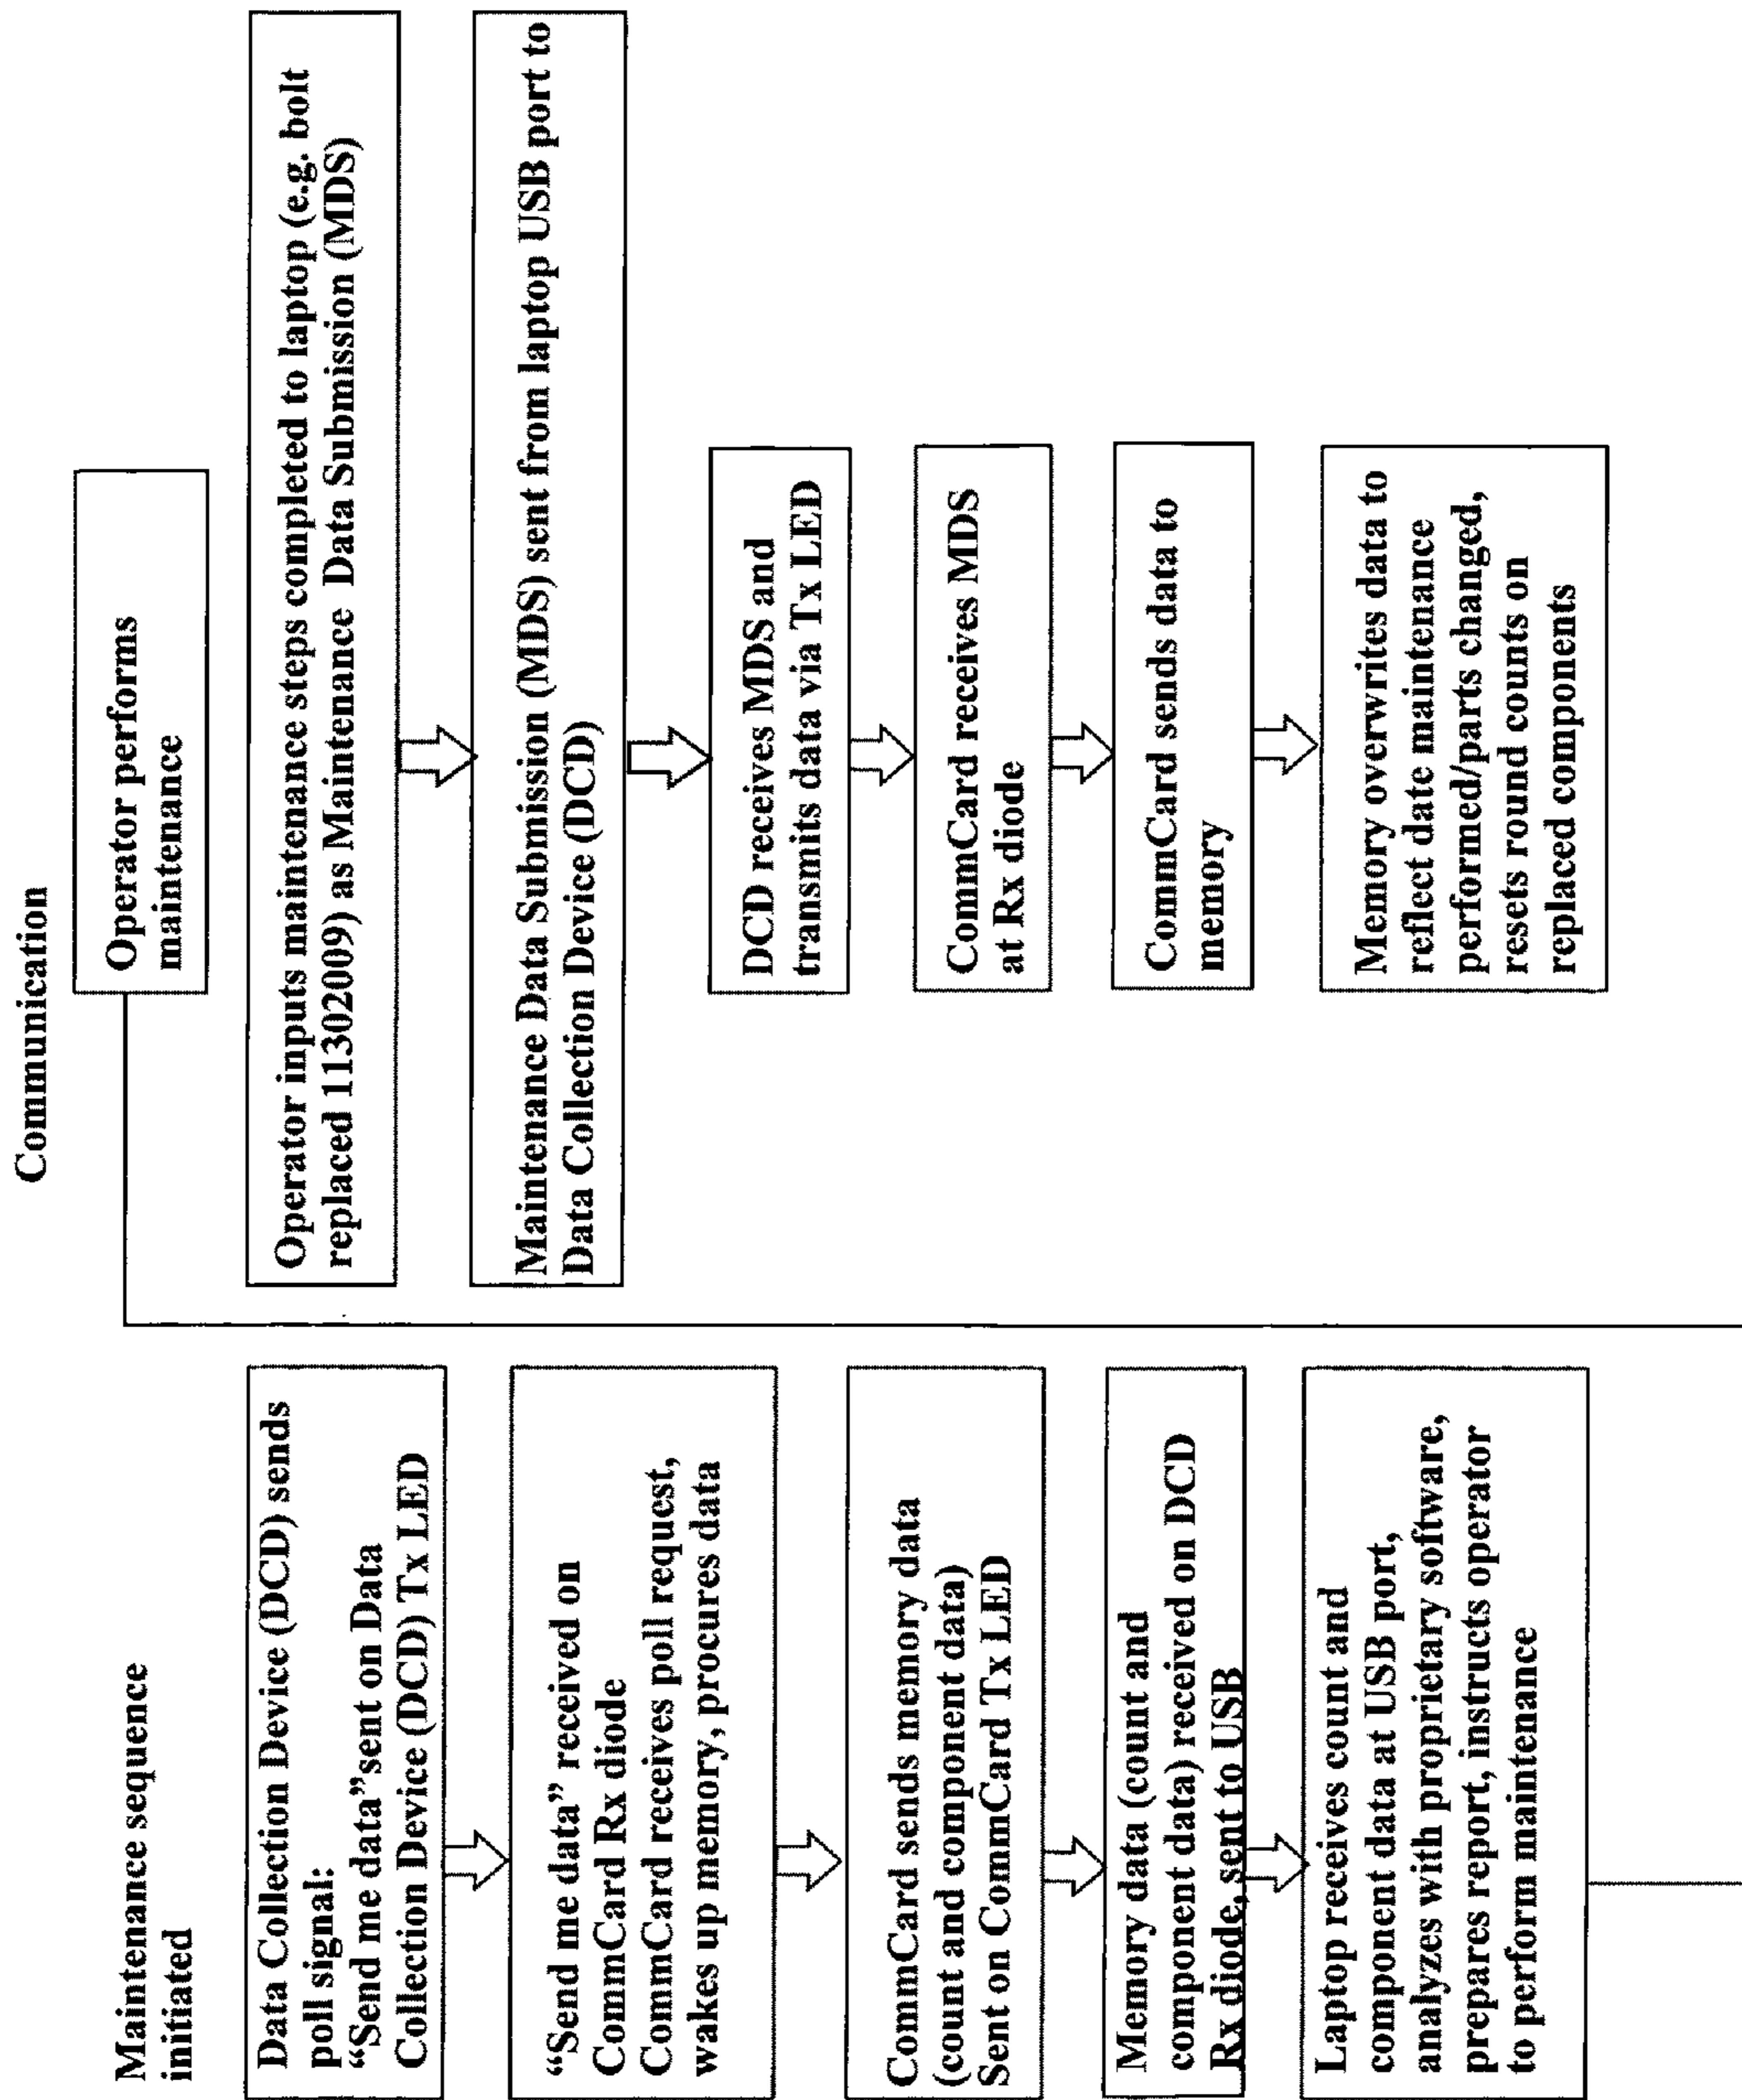 Communication
Maintenance sequence
initiated
Data Collection Device (DCD) sends
poll signal:
“Send me data”sent on Data
Collection Device (DCD) Tx LED
“Send me data” received on
CommCard Rx diode
CommCard receives poll request,
wakes up memory, procures data
CommCard sends memory data
(count and component data)
Sent on CommCard Tx LED
Memory data (count and
component data) received on DCD
Rx diode, sent to USB
Laptop receives count and
component data at USB port,
analyzes with proprietary software,
prepares report, instructs operator
to perform maintenance
Operator performs
maintenance
Operator inputs maintenance steps completed to laptop (e.g. bolt
replaced 11302009) as Maintenance Data Submission (MDS)
Maintenance Data Submission (MDS) sent from laptop USB port to
Data Collection Device (DCD)
DCD receives MDS and
transmits data via Tx LED
CommCard receives MDS
at Rx diode
CommCard sends data to
memory
Memory overwrites data to
reflect date maintenance
performed/parts changed,
resets round counts on
replaced components